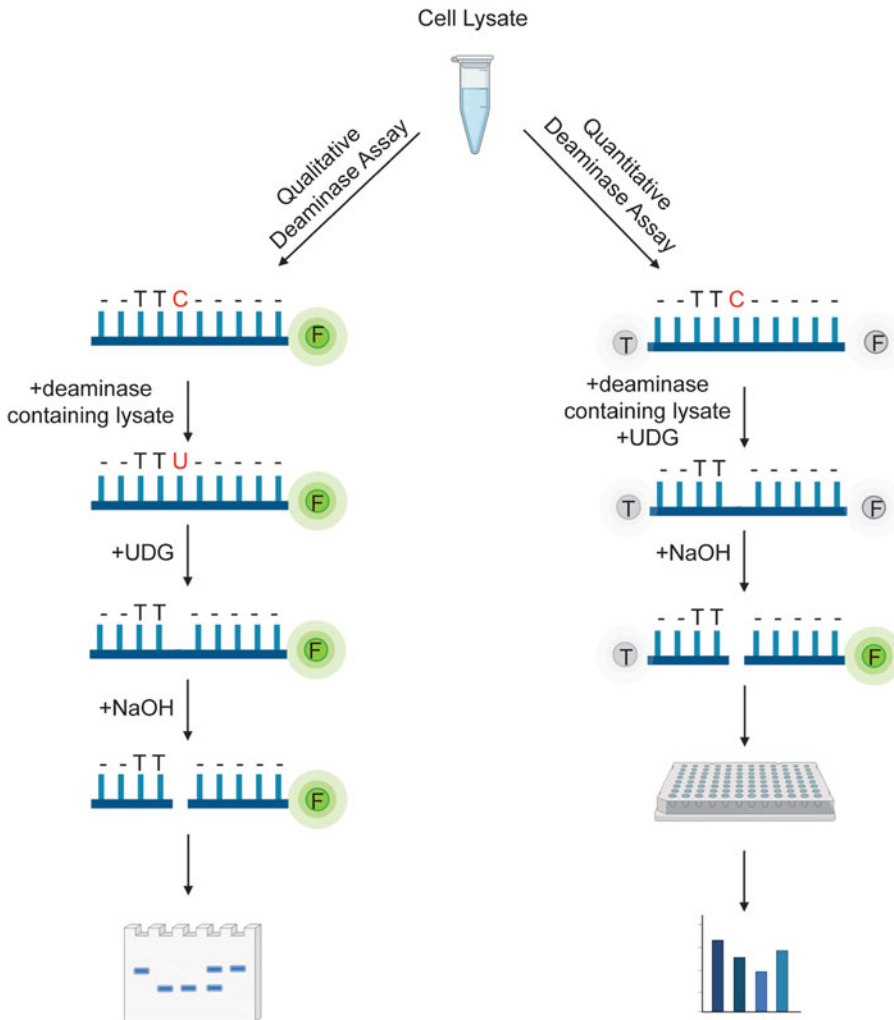 Cell Lysate
Qualitative
Deaminase Assay
Quantitative
Deaminase Assay
- - T T C - - - - -
F
+deaminase
containing lysate
- - T T U - - - - -
F
+UDG
- - T T - - - - -
F
+NaOH
- - T T - - - - -
F
- - T T C - - - - -
T
F
+deaminase
containing lysate
+UDG
- - T T - - - - -
T
F
+NaOH
- - T T - - - - -
T
F